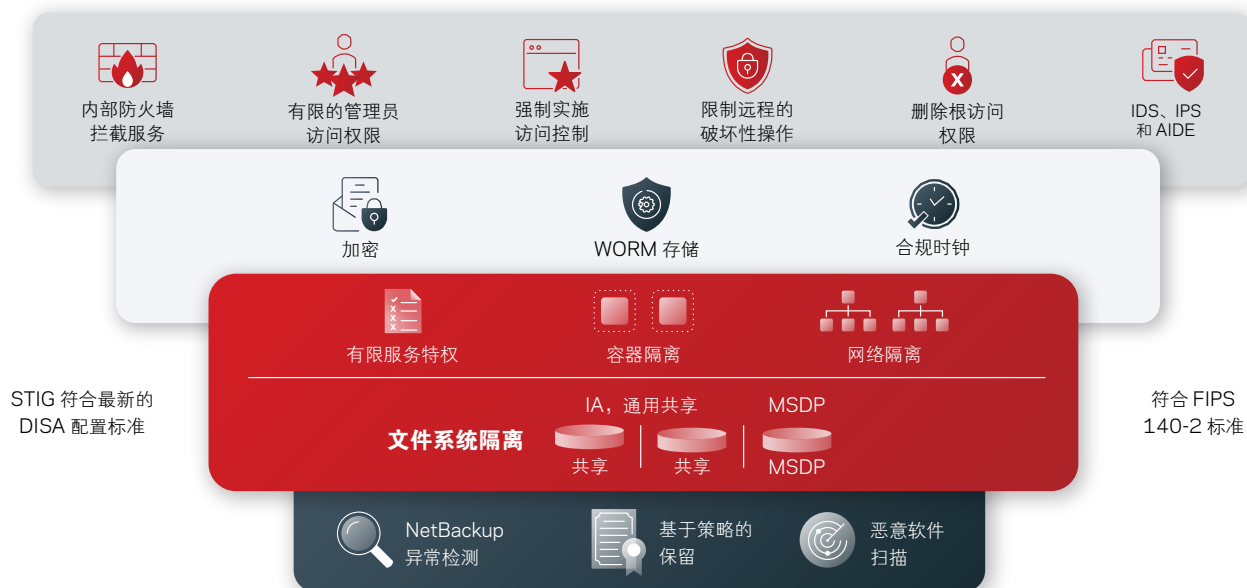 内部防火墙
拦截服务
有限的管理员
访问权限
强制实施
访问控制
限制远程的
破坏性操作
删除根访问
权限
IDS、IPS
和 AIDE
加密
WORM 存储
合规时钟
有限服务特权
容器隔离
网络隔离
STIG 符合最新的
DISA 配置标准
符合 FIPS
140-2 标准
文件系统隔离
IA，通用共享
MSDP
共享
共享
MSDP
NetBackup
异常检测
基于策略的
保留
恶意软件
扫描